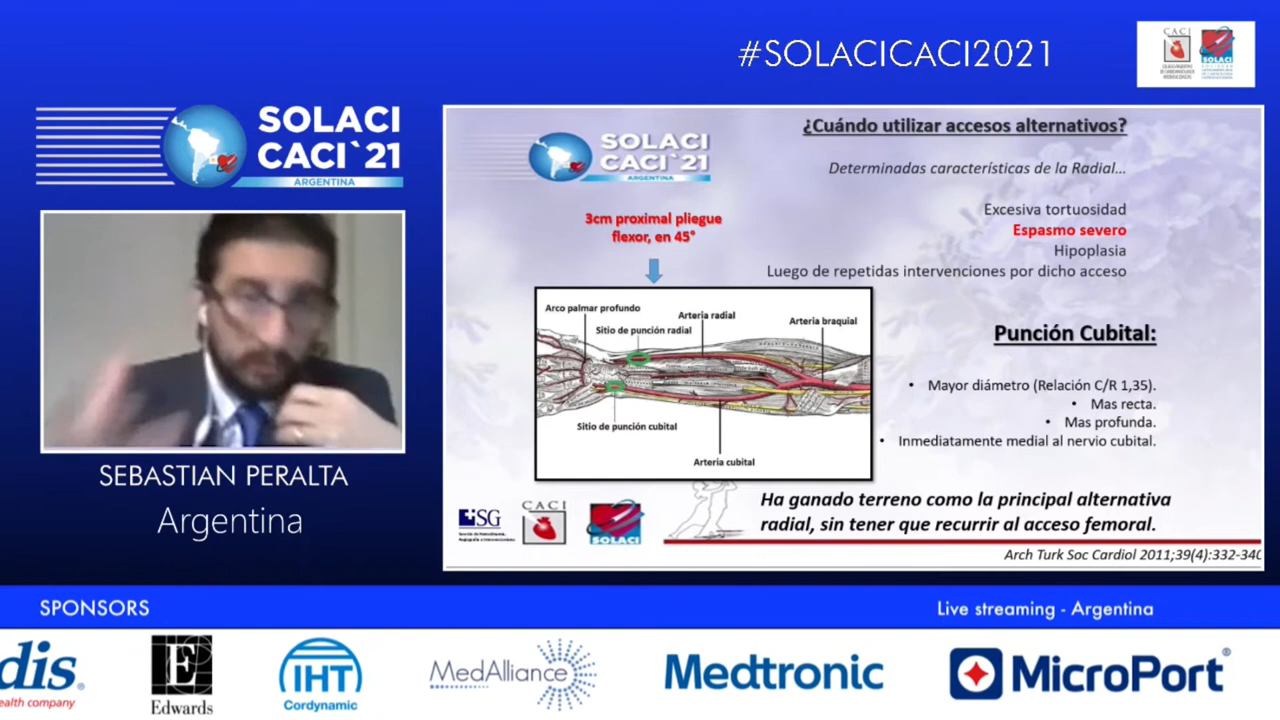 #SOLACICACI2021
CACI
SOLACI
SOLACI
CACI`21
ARGENTINA
SEBASTIAN PERALTA
Argentina
SOLACI
CACI`21
ARGENTINA
¿Cuándo utilizar accesos alternativos?
Determinadas características de la Radial...
Excesiva tortuosidad
Espasmo severo
Hipoplasia
Luego de repetidas intervenciones por dicho acceso
3cm proximal pliegue
flexor, en 45°
Arco palmar profundo
Arteria radial
Sitio de punción radial
Arteria braquial
Sitio de punción cubital
Arteria cubital
Punción Cubital:
• Mayor diámetro (Relación C/R 1,35).
• Mas recta.
• Mas profunda.
• Inmediatamente medial al nervio cubital.
Ha ganado terreno como la principal alternativa
radial, sin tener que recurrir al acceso femoral.
SG
CACI
SOLACI
Arch Turk Soc Cardiol 2011;39(4):332-340
SPONSORS
Live streaming - Argentina
dis
ealth company
E
Edwards
IHT
Cordynamic
MedAlliance
Medtronic
MicroPort®